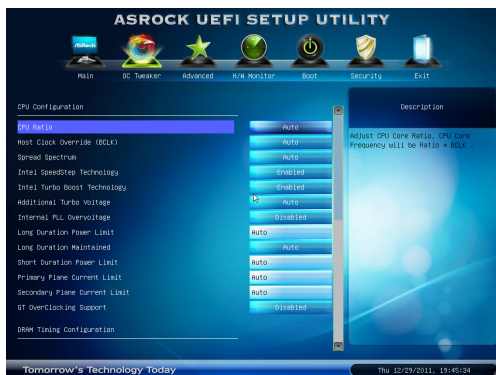 ASROCK UEFI SETUP UTILITY
ASRock
Main OC Tweaker Advanced H/W Monitor Boot Security Exit
CPU Configuration
CPU Ratio Auto
Host Clock Override (BCLK) Auto
Spread Spectrum Auto
Intel SpeedStep Technology Enabled
Intel Turbo Boost Technology Enabled
Additional Turbo Voltage Auto
Internal PLL Overvoltage Disabled
Long Duration Power Limit Auto
Long Duration Maintained Auto
Short Duration Power Limit Auto
Primary Plane Current Limit Auto
Secondary Plane Current Limit Auto
GT OverClocking Support Disabled
DRAM Timing Configuration
Description
Adjust CPU Core Ratio, CPU Core
Frequency will be Ratio * BCLK .
Tomorrow's Technology Today
Thu 12/29/2011, 19:45:34